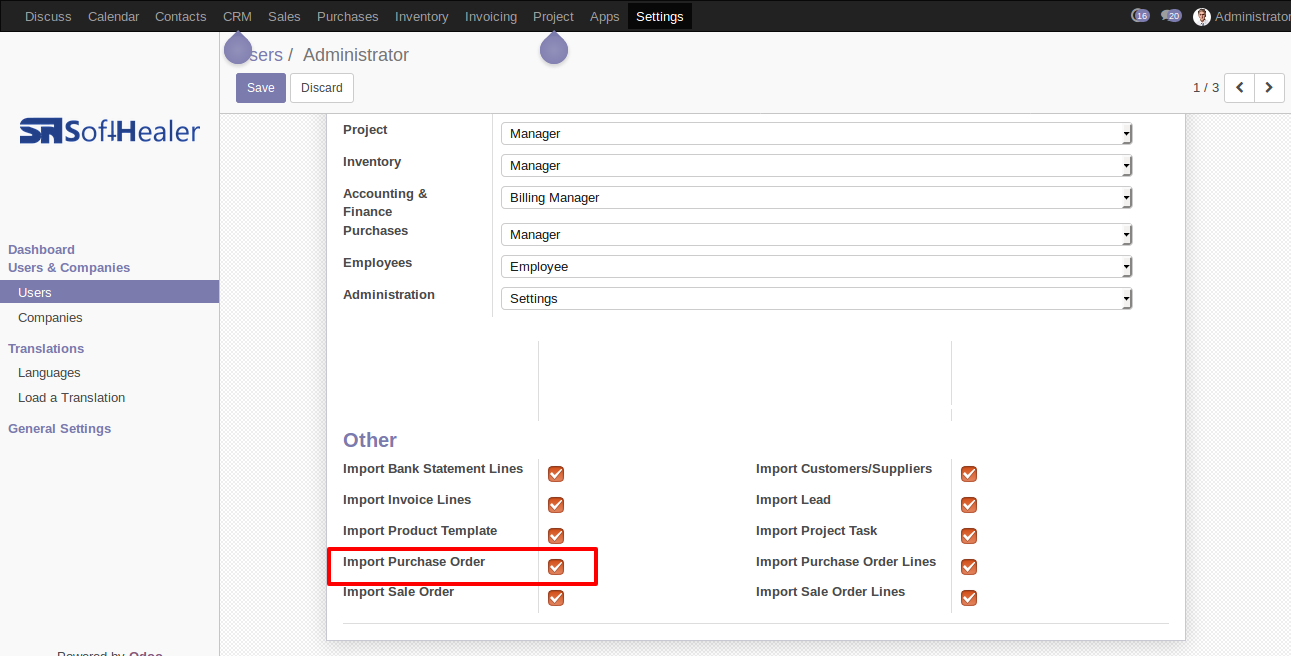 Discuss Calendar Contacts CRM Sales Purchases Inventory Invoicing Project Apps Settings 16 20 Administrator
sers / Administrator
Save Discard 1 / 3
SoftHealer
Project Manager
Inventory Manager
Accounting & Finance Billing Manager
Purchases Manager
Employees Employee
Administration Settings
Dashboard
Users & Companies
Users
Companies
Translations
Languages
Load a Translation
General Settings
Other
Import Bank Statement Lines Import Customers/Suppliers
Import Invoice Lines Import Lead
Import Product Template Import Project Task
Import Purchase Order Import Purchase Order Lines
Import Sale Order Import Sale Order Lines
Powered by Odoo